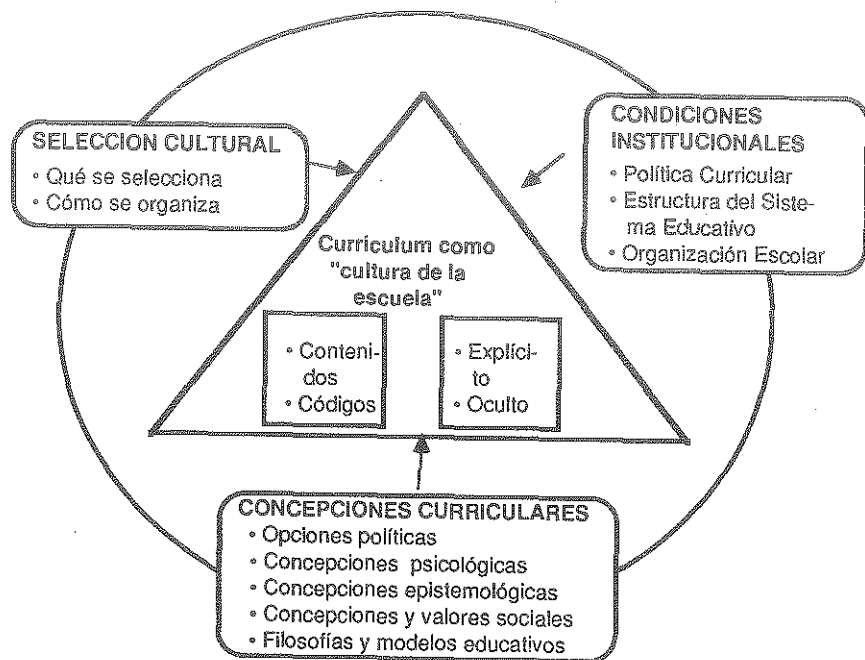 SELECCION CULTURAL
• Qué se selecciona
• Cómo se organiza
CONDICIONES
INSTITUCIONALES
• Política Curricular
• Estructura del Siste-
ma Educativo
• Organización Escolar
Currículum como
"cultura de la
escuela"
• Conteni-
dos
• Códigos
• Explíci-
to
• Oculto
CONCEPCIONES CURRICULARES
• Opciones políticas
• Concepciones psicológicas
• Concepciones epistemológicas
• Concepciones y valores sociales
• Filosofías y modelos educativos